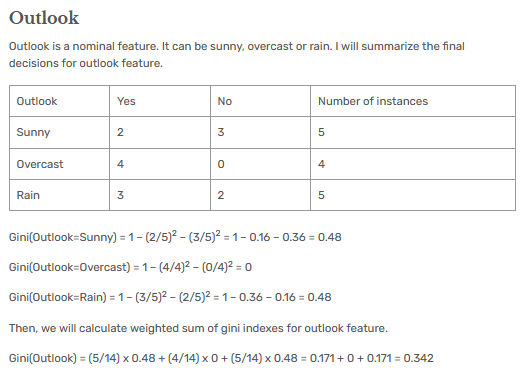 Outlook
Outlook is a nominal feature. It can be sunny, overcast or rain. I will summarize the final
decisions for outlook feature.
Outlook Yes No Number of instances
Sunny 2 3 5
Overcast 4 0 4
Rain 3 2 5
Gini(Outlook=Sunny) = 1 – (2/5)² – (3/5)² = 1 – 0.16 – 0.36 = 0.48
Gini(Outlook=Overcast) = 1 – (4/4)² – (0/4)² = 0
Gini(Outlook=Rain) = 1 – (3/5)² – (2/5)² = 1 – 0.36 – 0.16 = 0.48
Then, we will calculate weighted sum of gini indexes for outlook feature.
Gini(Outlook) = (5/14) x 0.48 + (4/14) x 0 + (5/14) x 0.48 = 0.171 + 0 + 0.171 = 0.342